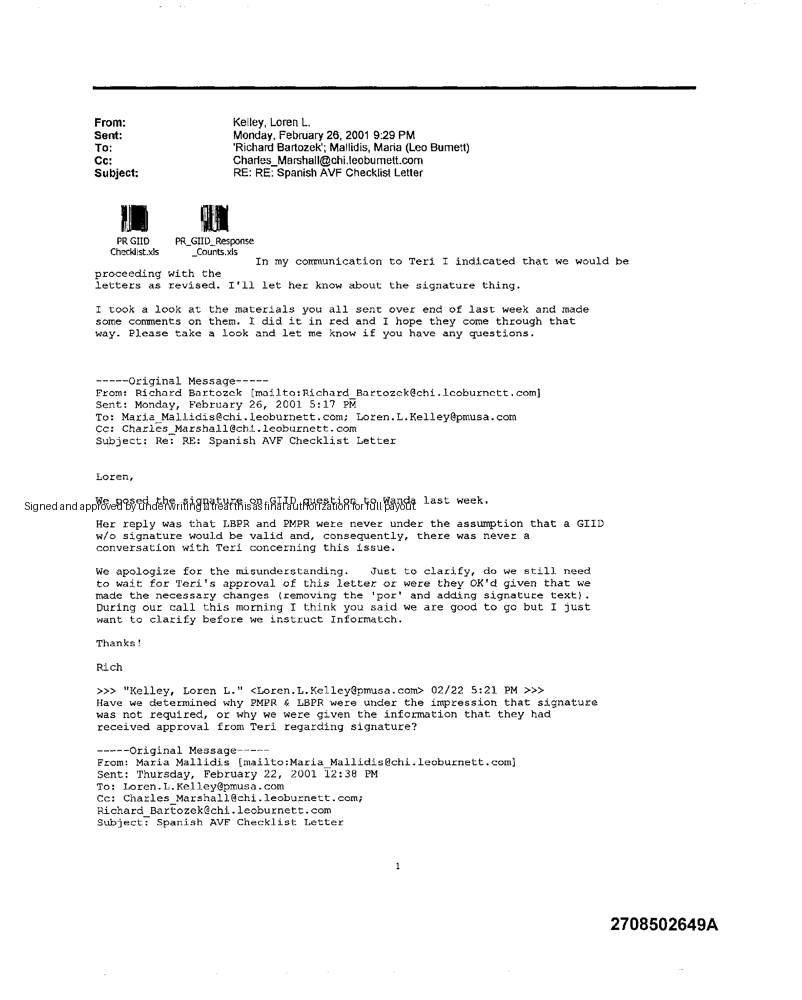 From: Kelley, Loren L.
Sent: Monday, February 26, 2001 9:29 PM
To: 'Richard Bartozek'; Mallidis, Maria (Leo Burnett)
Cc: Charles_Marshall@chi.leoburnett.com
Subject: RE: RE: Spanish AVF Checklist Letter
PR GIID PR_GIID_Response
Checklist.xls _Counts.xls
In my communication to Teri I indicated that we would be
proceeding with the
letters as revised. I'll let her know about the signature thing.
I took a look at the materials you all sent over end of last week and made
some comments on them. I did it in red and I hope they come through that
way. Please take a look and let me know if you have any questions.
-----Original Message-----
From: Richard Bartozek [mailto:Richard_Bartozek@chi.leoburnett.com]
Sent: Monday, February 26, 2001 5:17 PM
To: Maria_Mallidis@chi.leoburnett.com; Loren.L.Kelley@pmusa.com
Cc: Charles_Marshall@chi.leoburnett.com
Subject: Re: RE: Spanish AVF Checklist Letter
Loren,
We posed the signature on GIID question to Wanda last week.
Signed and approved by underwriting a treat this as final authorization for full payout
Her reply was that LBPR and PMPR were never under the assumption that a GIID
w/o signature would be valid and, consequently, there was never a
conversation with Teri concerning this issue.
We apologize for the misunderstanding. Just to clarify, do we still need
to wait for Teri's approval of this letter or were they OK'd given that we
made the necessary changes (removing the 'por' and adding signature text).
During our call this morning I think you said we are good to go but I just
want to clarify before we instruct Informatch.
Thanks!
Rich
>>> "Kelley, Loren L." <Loren.L.Kelley@pmusa.com> 02/22 5:21 PM >>>
Have we determined why PMPR & LBPR were under the impression that signature
was not required, or why we were given the information that they had
received approval from Teri regarding signature?
-----Original Message-----
From: Maria Mallidis [mailto:Maria_Mallidis@chi.leoburnett.com]
Sent: Thursday, February 22, 2001 12:38 PM
To: Loren.L.Kelley@pmusa.com
Cc: Charles_Marshall@chi.leoburnett.com;
Richard_Bartozek@chi.leoburnett.com
Subject: Spanish AVF Checklist Letter
1
2708502649A